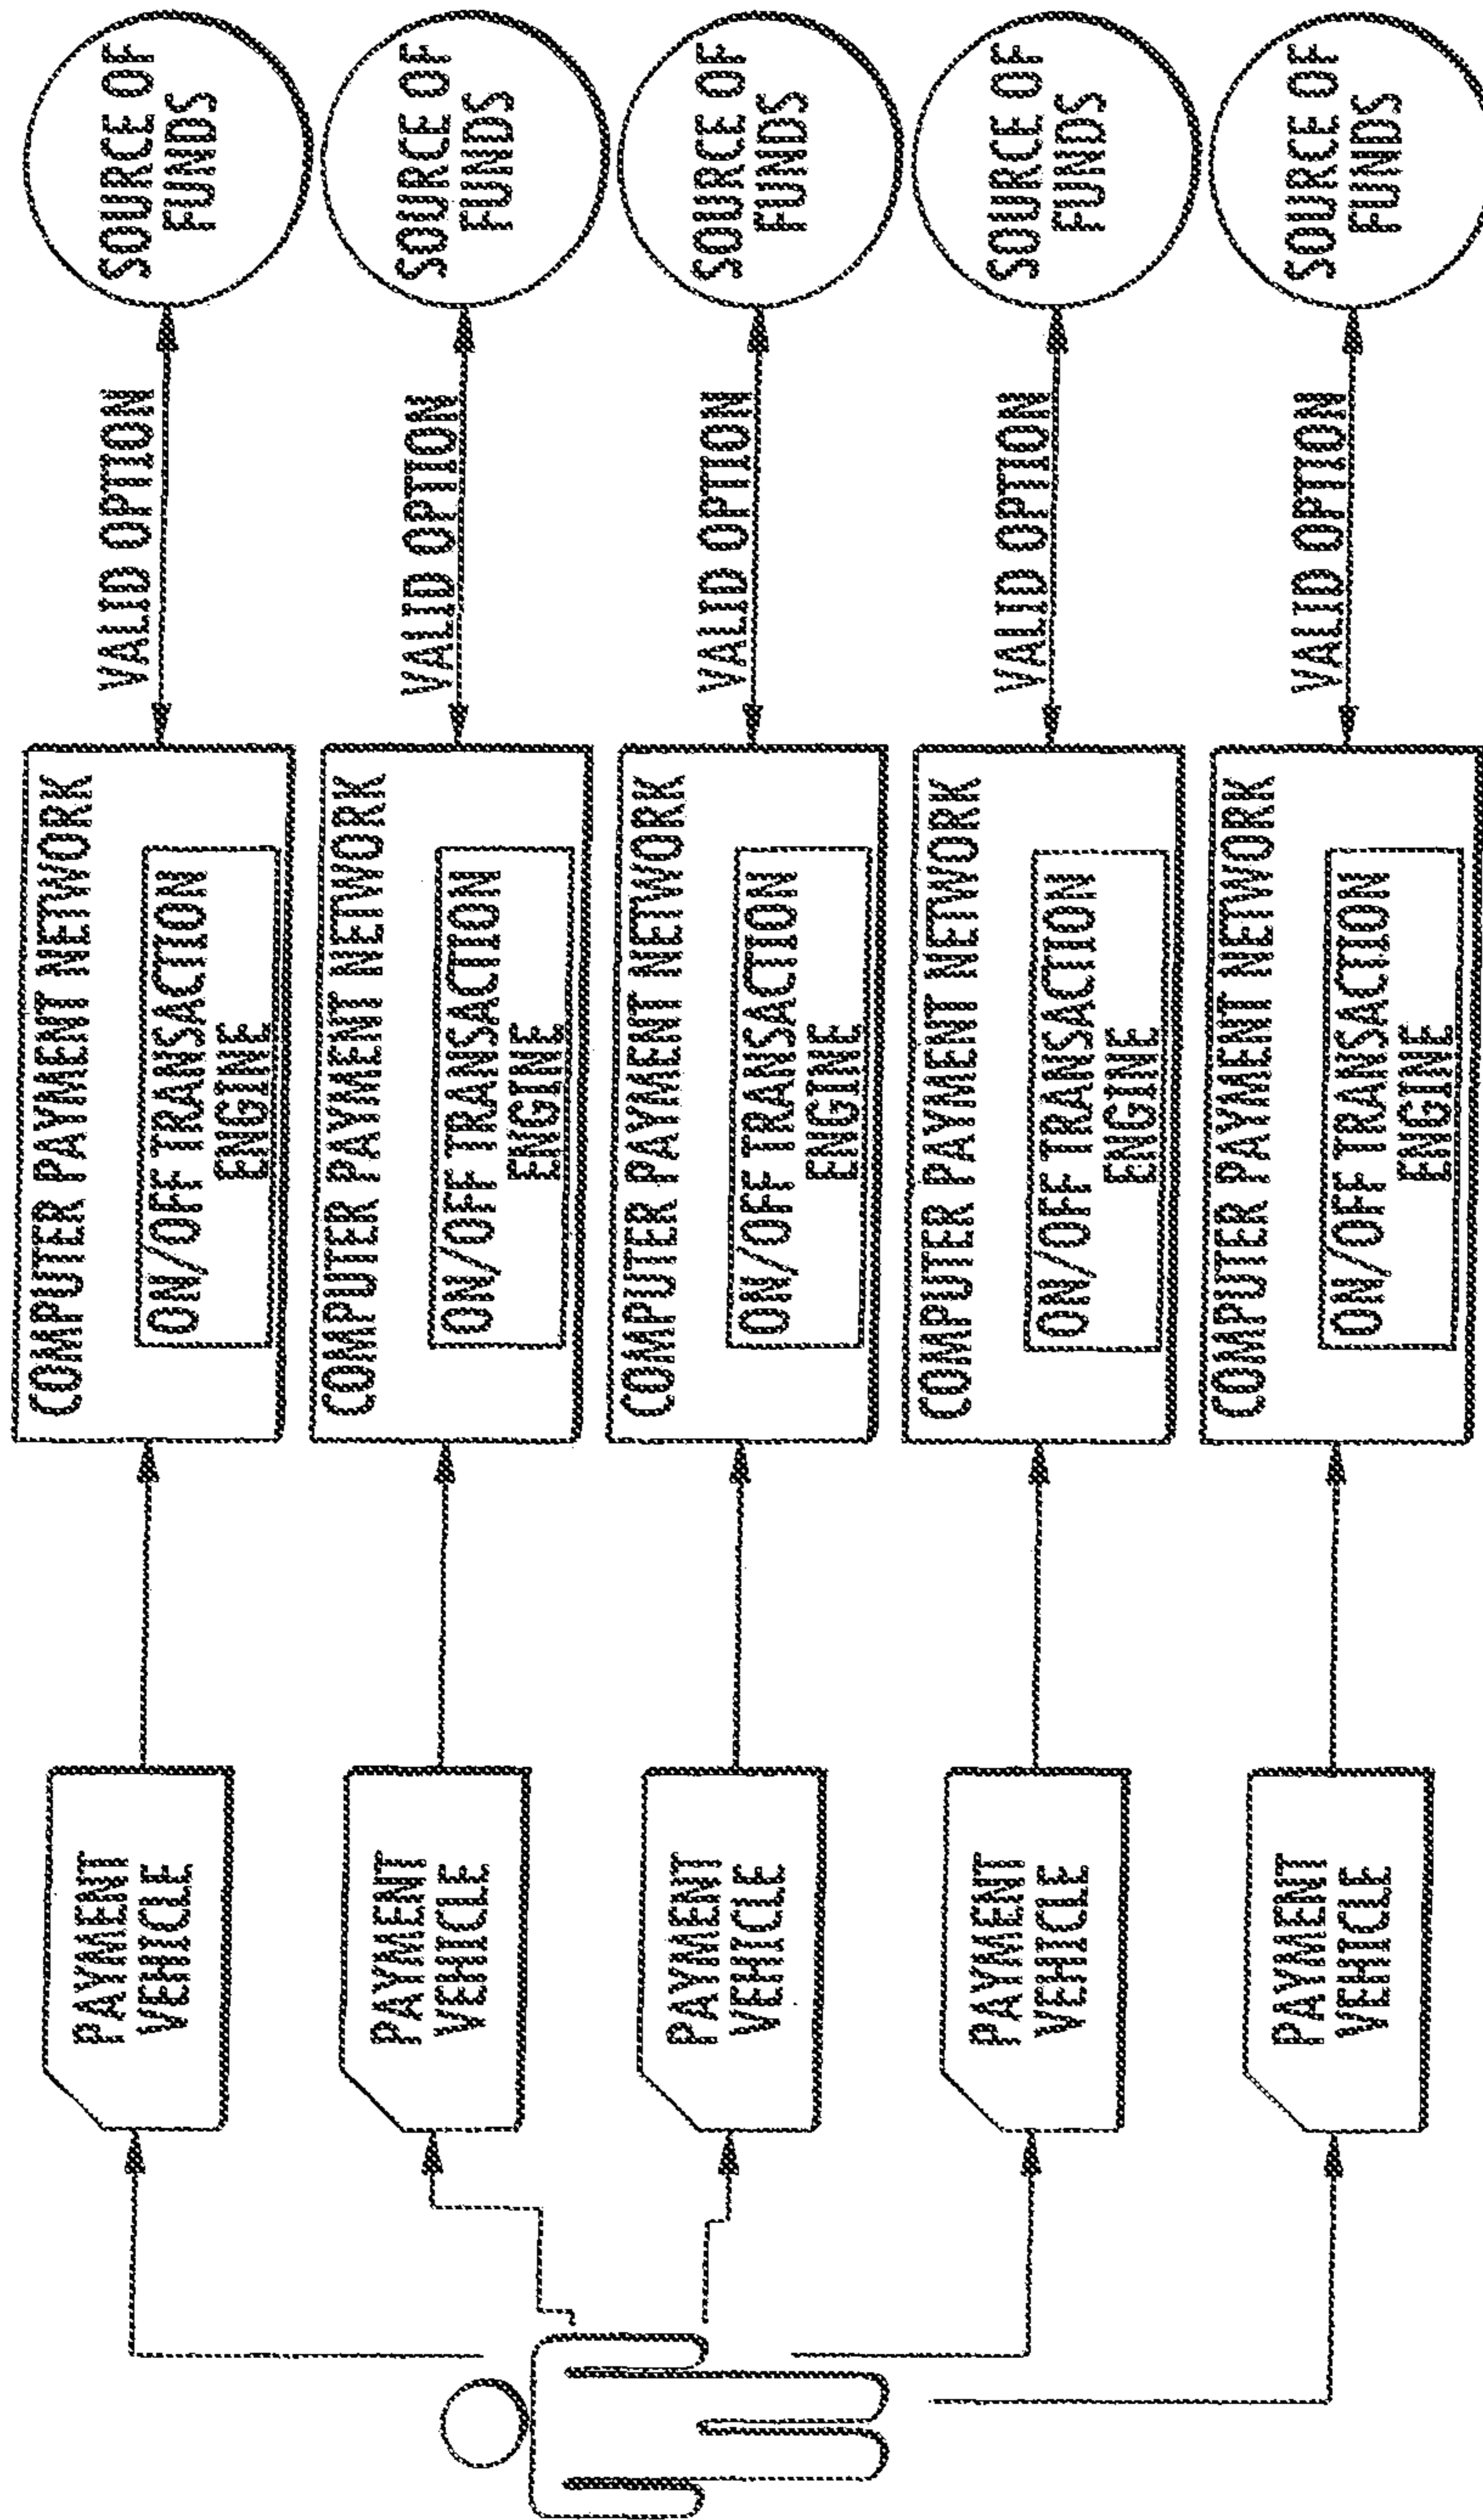 PAYMENT
VEHICLE
COMPUTER PAYMENT NETWORK
ON/OFF TRANSACTION
ENGINE
VALID OPTION
SOURCE OF
FUNDS
PAYMENT
VEHICLE
COMPUTER PAYMENT NETWORK
ON/OFF TRANSACTION
ENGINE
VALID OPTION
SOURCE OF
FUNDS
PAYMENT
VEHICLE
COMPUTER PAYMENT NETWORK
ON/OFF TRANSACTION
ENGINE
VALID OPTION
SOURCE OF
FUNDS
PAYMENT
VEHICLE
COMPUTER PAYMENT NETWORK
ON/OFF TRANSACTION
ENGINE
VALID OPTION
SOURCE OF
FUNDS
PAYMENT
VEHICLE
COMPUTER PAYMENT NETWORK
ON/OFF TRANSACTION
ENGINE
VALID OPTION
SOURCE OF
FUNDS